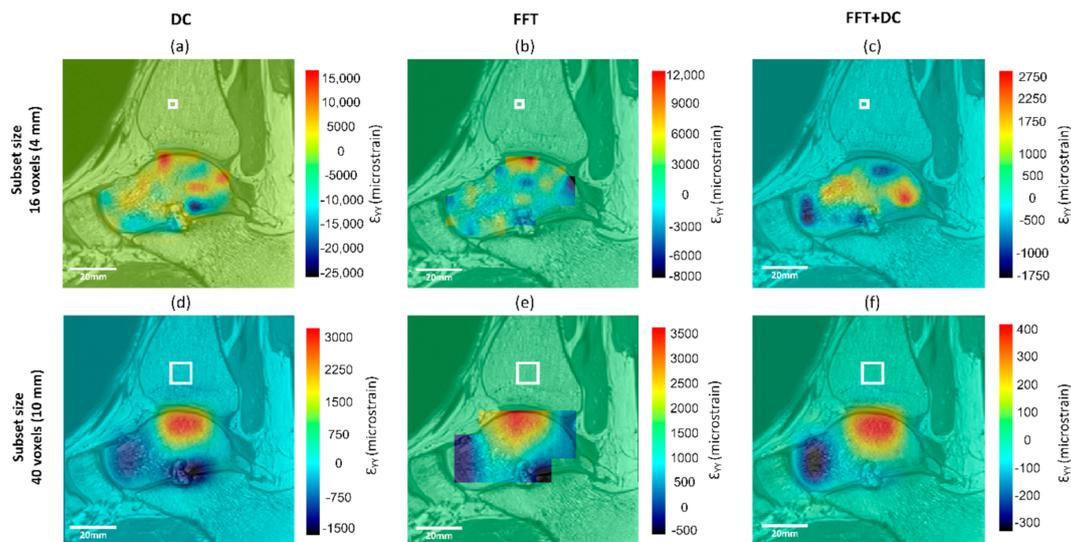 DC FFT FFT+DC
(a) (b) (c)
Subset size
16 voxels (4 mm)
15,000
10,000
5000
0
-5000
-10,000
-15,000
-20,000
-25,000
εYY (microstrain)
20mm
12,000
9000
6000
3000
0
-3000
-6000
-8000
εYY (microstrain)
20mm
2750
2250
1500
1000
500
0
-500
-1000
-1750
εYY (microstrain)
20mm
(d) (e) (f)
Subset size
40 voxels (10 mm)
3000
2250
1500
750
0
-750
-1500
εYY (microstrain)
20mm
3500
3000
2500
2000
1500
1000
500
0
-500
εYY (microstrain)
20mm
400
300
200
100
0
-100
-200
-300
εYY (microstrain)
20mm